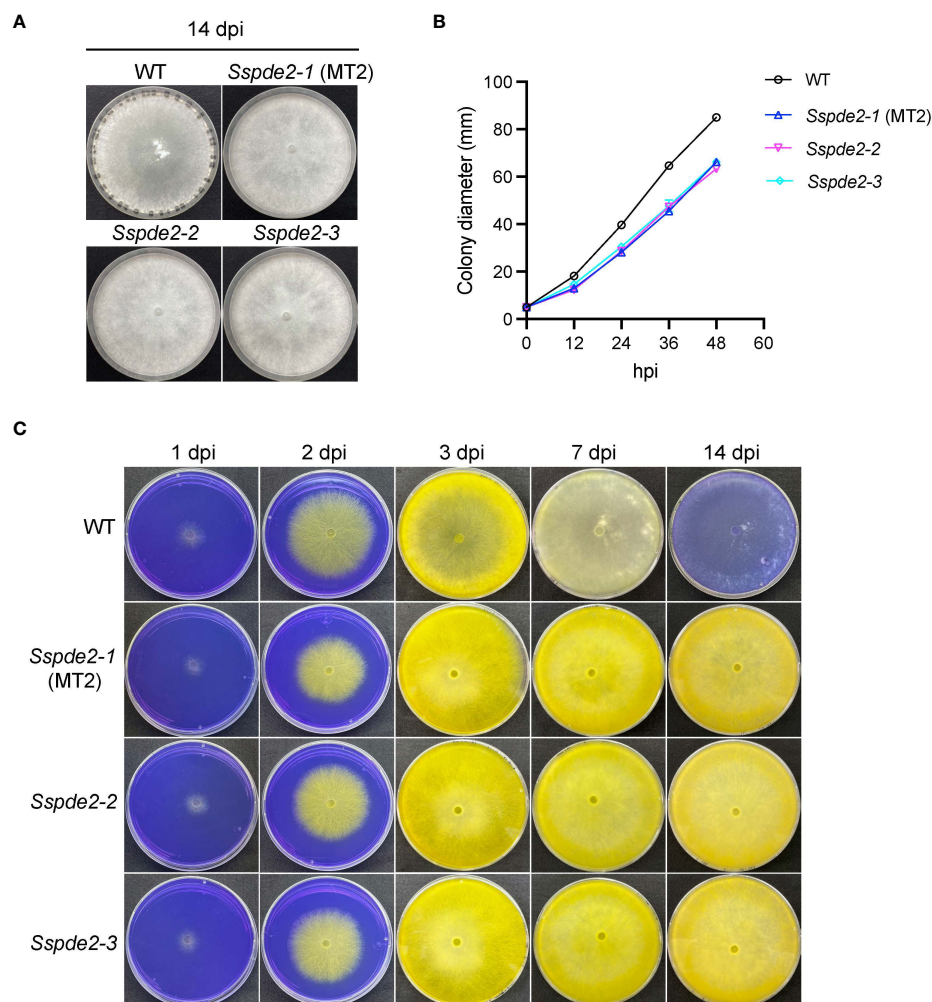 A
14 dpi
WT
Sspde2-1 (MT2)
Sspde2-2
Sspde2-3
B
Colony diameter (mm)
100
80
60
40
20
0
0 12 24 36 48 60
hpi
WT
Sspde2-1 (MT2)
Sspde2-2
Sspde2-3
C
1 dpi 2 dpi 3 dpi 7 dpi 14 dpi
WT
Sspde2-1
(MT2)
Sspde2-2
Sspde2-3